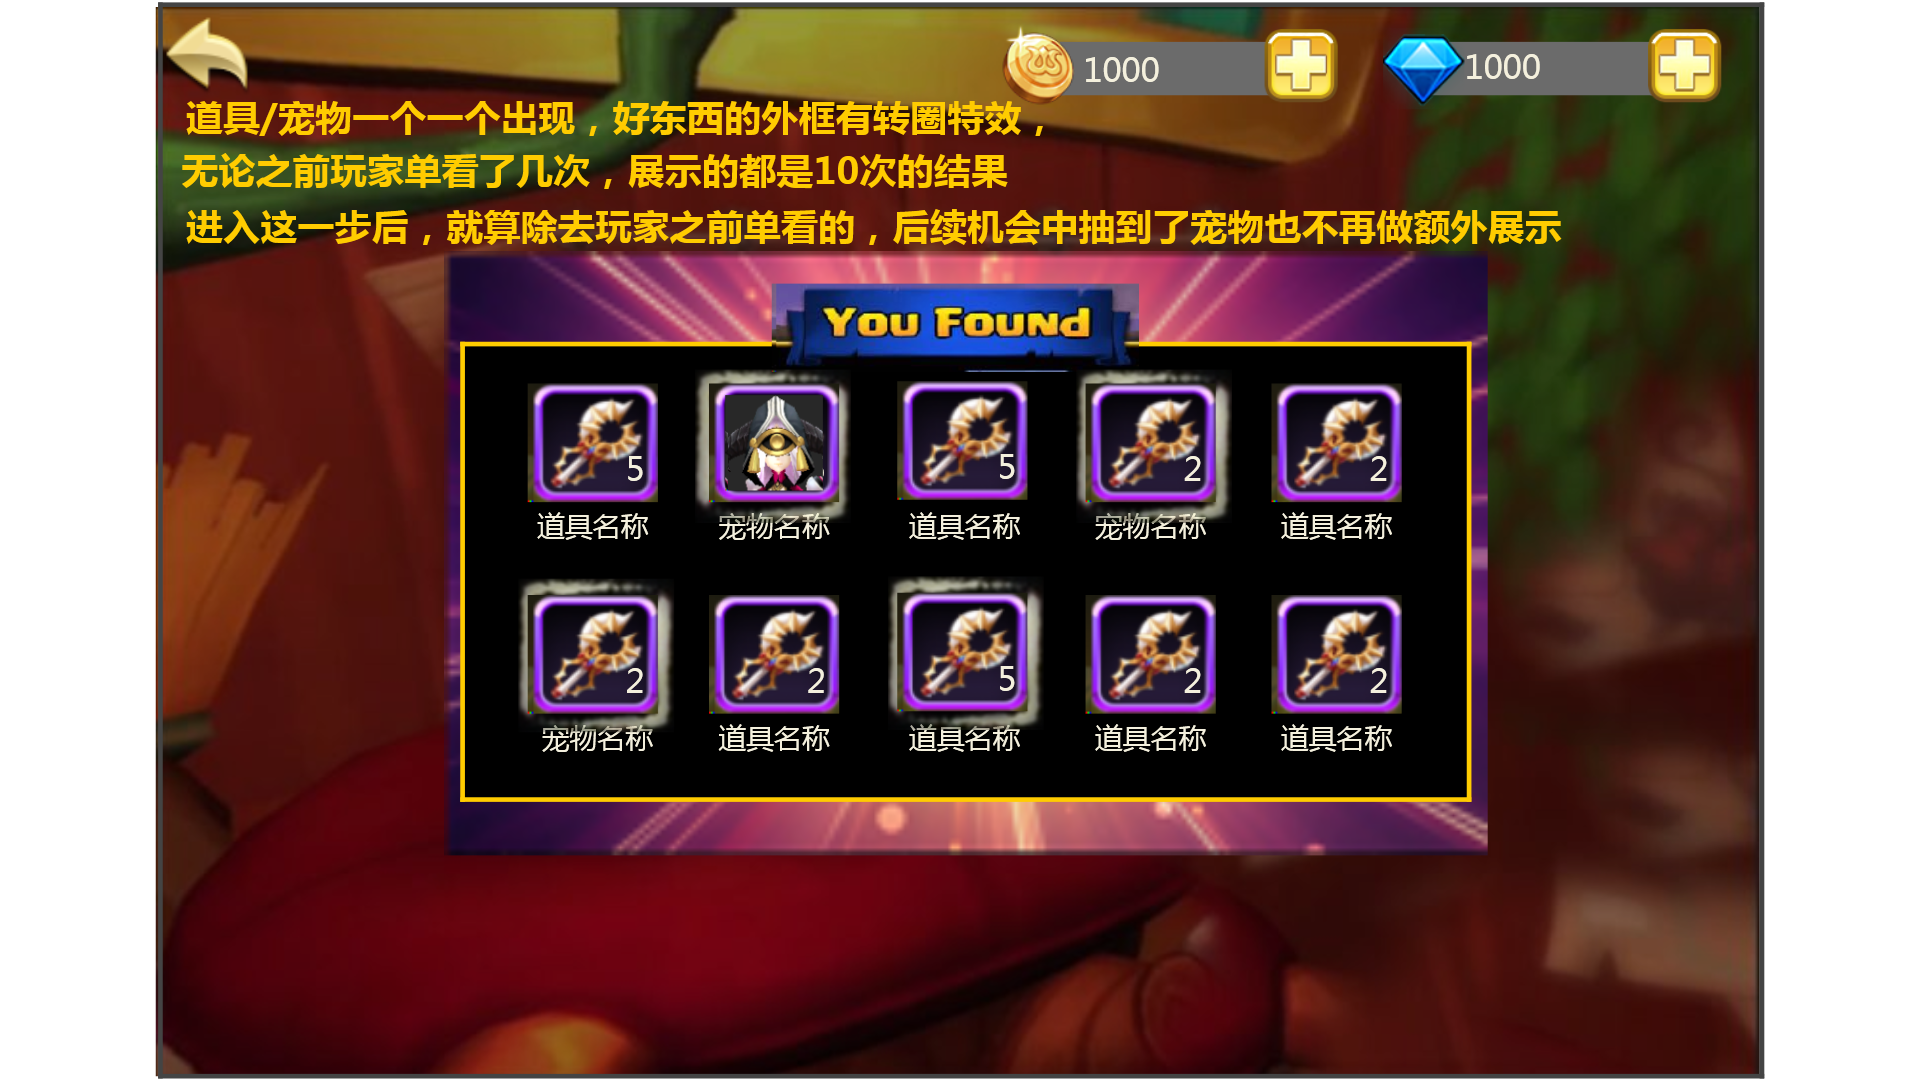 1000
1000
道具/宠物一个一个出现，好东西的外框有转圈特效，
无论之前玩家单看了几次，展示的都是10次的结果
进入这一步后，就算除去玩家之前单看的，后续机会中抽到了宠物也不再做额外展示
You Found
5
5
2
2
道具名称
宠物名称
道具名称
宠物名称
道具名称
2
2
5
2
2
宠物名称
道具名称
道具名称
道具名称
道具名称